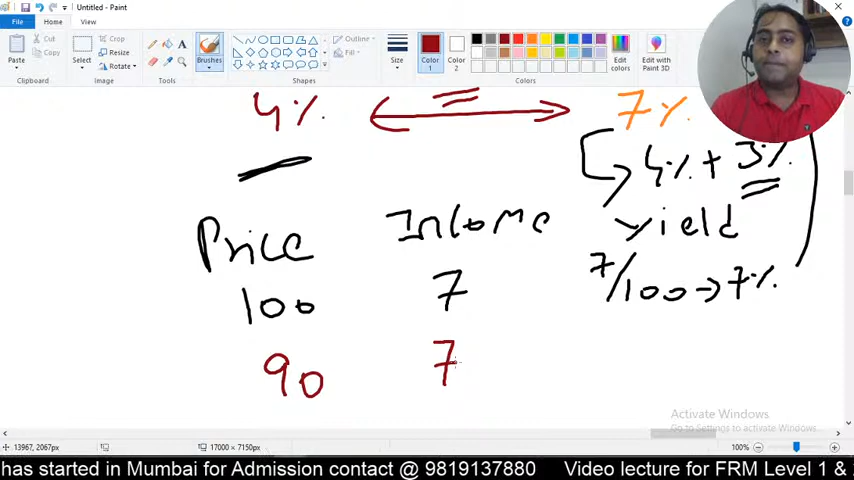 Untitled - Paint
File Home View
Paste Cut Copy Clipboard
Select Crop Resize Rotate Image
Tools
Brushes
Shapes Outline Fill
Size
Color 1 Color 2 Colors
Edit colors
Edit with Paint 3D
4% 7%
4% + 3%
Price Income yield
100 7 7/100 → 7%
90 7
Activate Windows
Go to Settings to activate Windows.
13967, 2067px 17000 × 7150px 100%
has started in Mumbai for Admission contact @ 9819137880 Video lecture for FRM Level 1 &